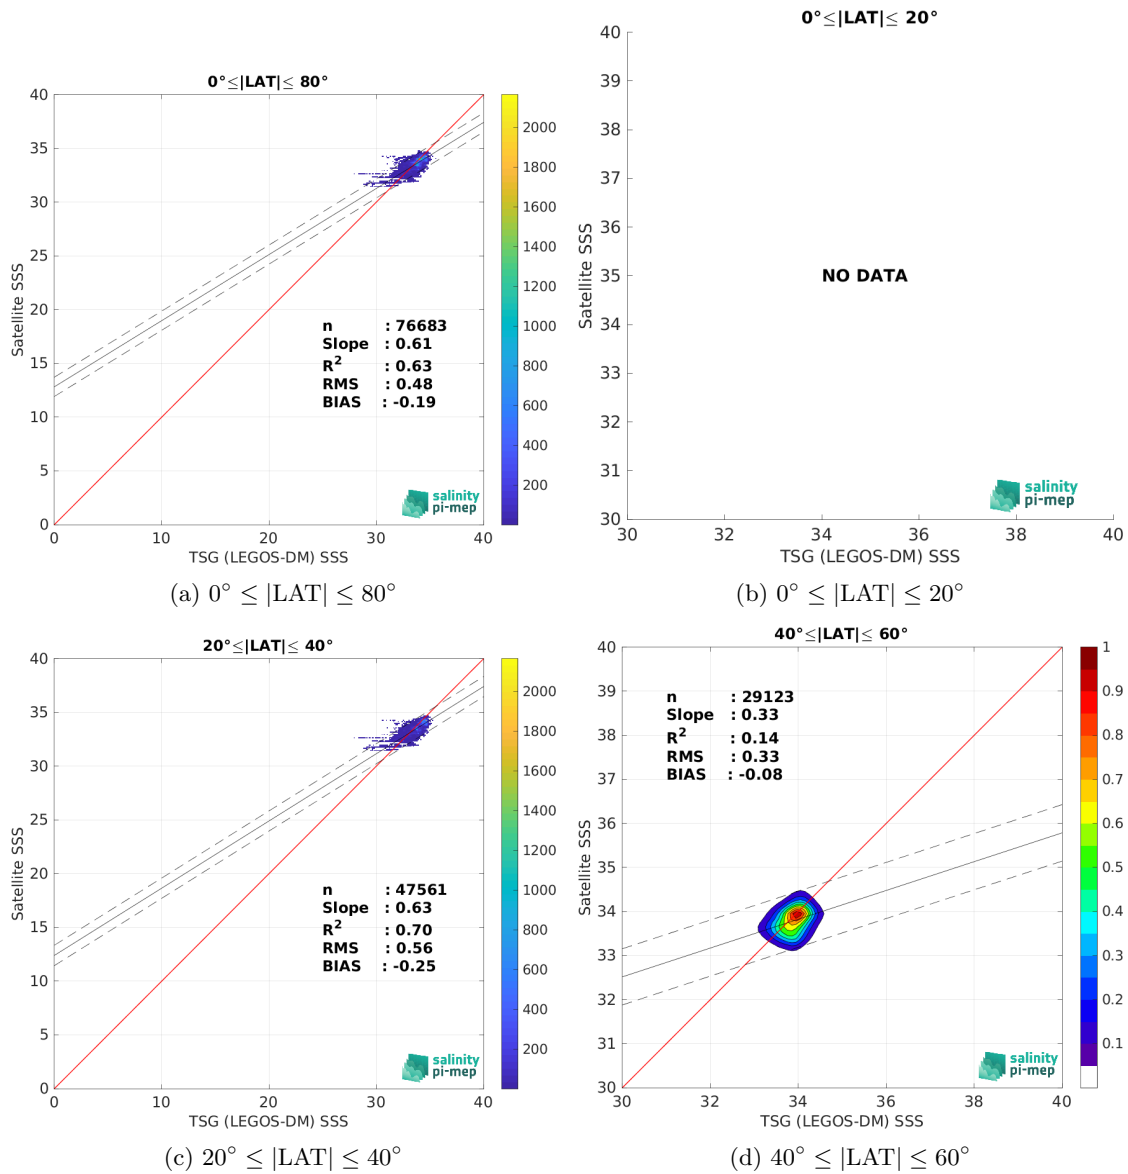 0°≤|LAT|≤ 80°
40
35
30
25
20
15
10
5
0
Satellite SSS
n : 76683
Slope : 0.61
R² : 0.63
RMS : 0.48
BIAS : -0.19
salinity
pi-mep
0 10 20 30 40
TSG (LEGOS-DM) SSS
2000
1800
1600
1400
1200
1000
800
600
400
200
(a) 0° ≤ |LAT| ≤ 80°
0°≤|LAT|≤ 20°
40
39
38
37
36
35
34
33
32
31
30
Satellite SSS
NO DATA
salinity
pi-mep
30 32 34 36 38 40
TSG (LEGOS-DM) SSS
(b) 0° ≤ |LAT| ≤ 20°
20°≤|LAT|≤ 40°
40
35
30
25
20
15
10
5
0
Satellite SSS
n : 47561
Slope : 0.63
R² : 0.70
RMS : 0.56
BIAS : -0.25
salinity
pi-mep
0 10 20 30 40
TSG (LEGOS-DM) SSS
2000
1800
1600
1400
1200
1000
800
600
400
200
(c) 20° ≤ |LAT| ≤ 40°
40°≤|LAT|≤ 60°
40
39
38
37
36
35
34
33
32
31
30
Satellite SSS
n : 29123
Slope : 0.33
R² : 0.14
RMS : 0.33
BIAS : -0.08
salinity
pi-mep
30 32 34 36 38 40
TSG (LEGOS-DM) SSS
1
0.9
0.8
0.7
0.6
0.5
0.4
0.3
0.2
0.1
(d) 40° ≤ |LAT| ≤ 60°